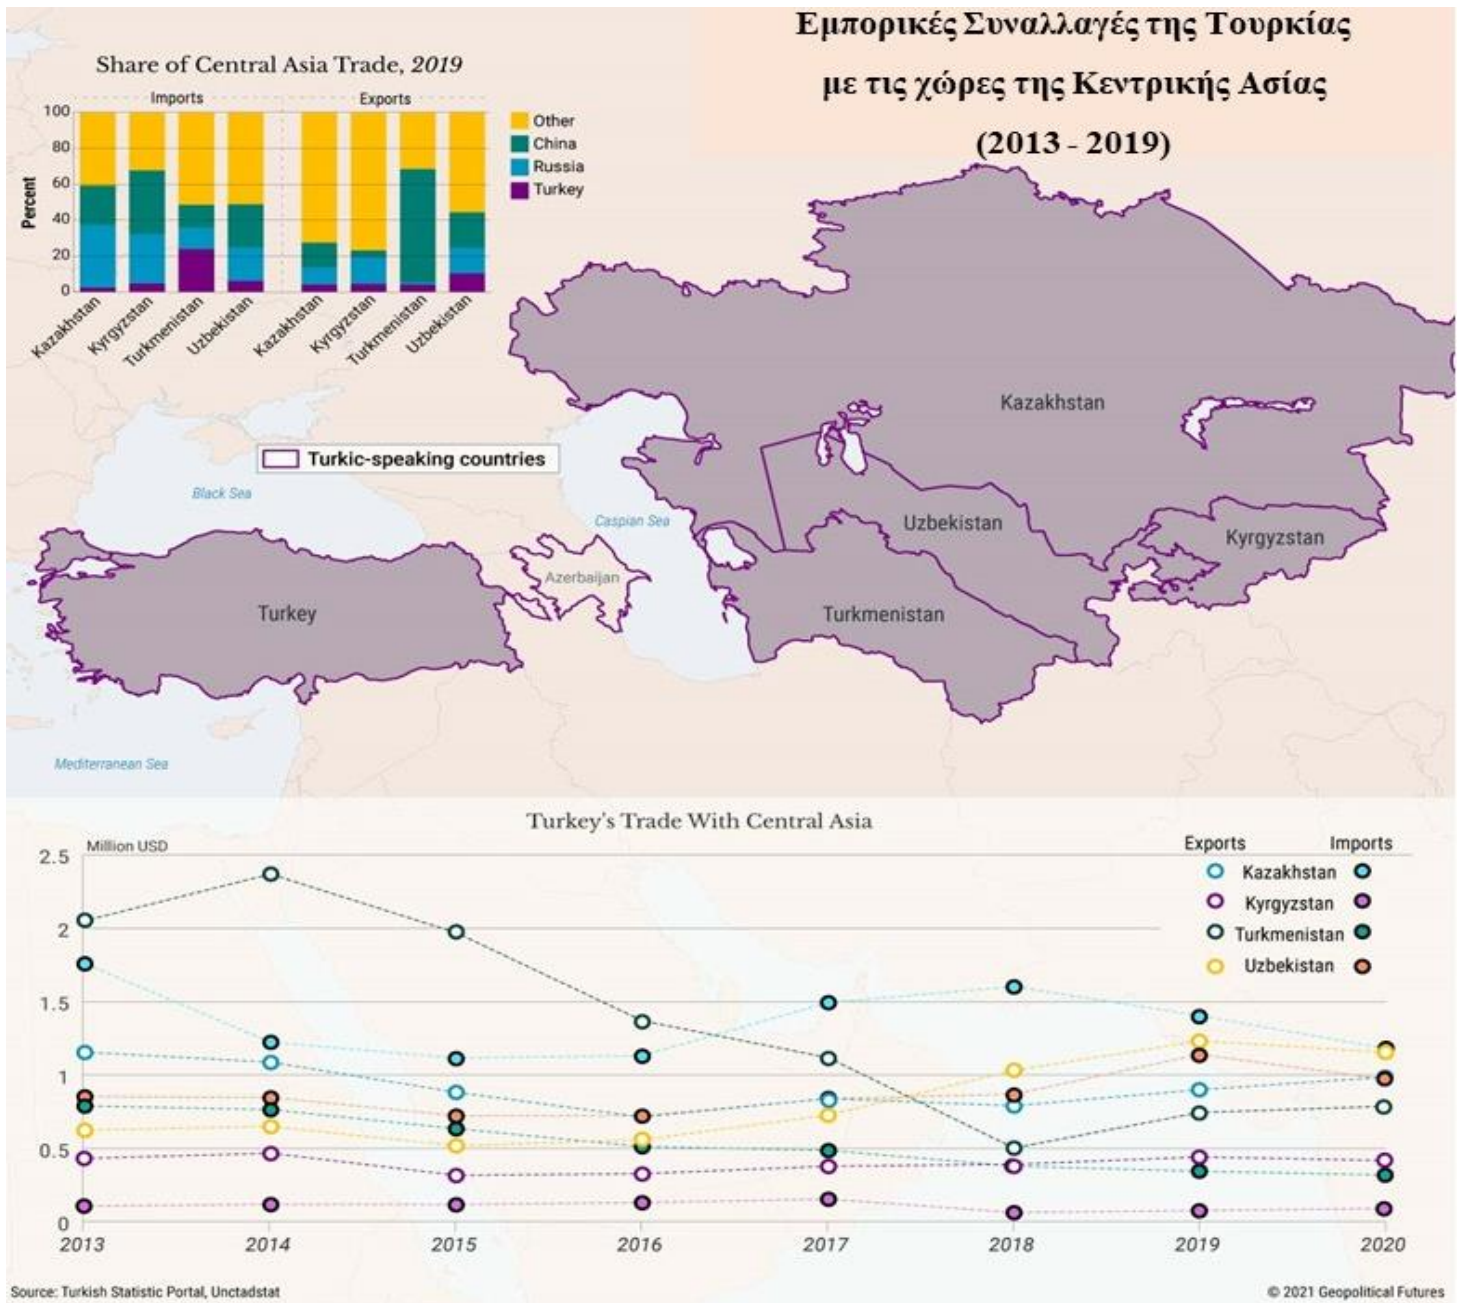 Εμπορικές Συναλλαγές της Τουρκίας
με τις χώρες της Κεντρικής Ασίας
(2013 - 2019)
Share of Central Asia Trade, 2019
Imports
Exports
Percent
100
80
60
40
20
0
Kazakhstan
Kyrgyzstan
Turkmenistan
Uzbekistan
Kazakhstan
Kyrgyzstan
Turkmenistan
Uzbekistan
Other
China
Russia
Turkey
Turkic-speaking countries
Kazakhstan
Black Sea
Caspian Sea
Uzbekistan
Kyrgyzstan
Azerbaijan
Turkey
Turkmenistan
Mediterranean Sea
Turkey's Trade With Central Asia
Million USD
Exports Imports
Kazakhstan
Kyrgyzstan
Turkmenistan
Uzbekistan
2.5
2
1.5
1
0.5
0
2013 2014 2015 2016 2017 2018 2019 2020
Source: Turkish Statistic Portal, Unctadstat
© 2021 Geopolitical Futures